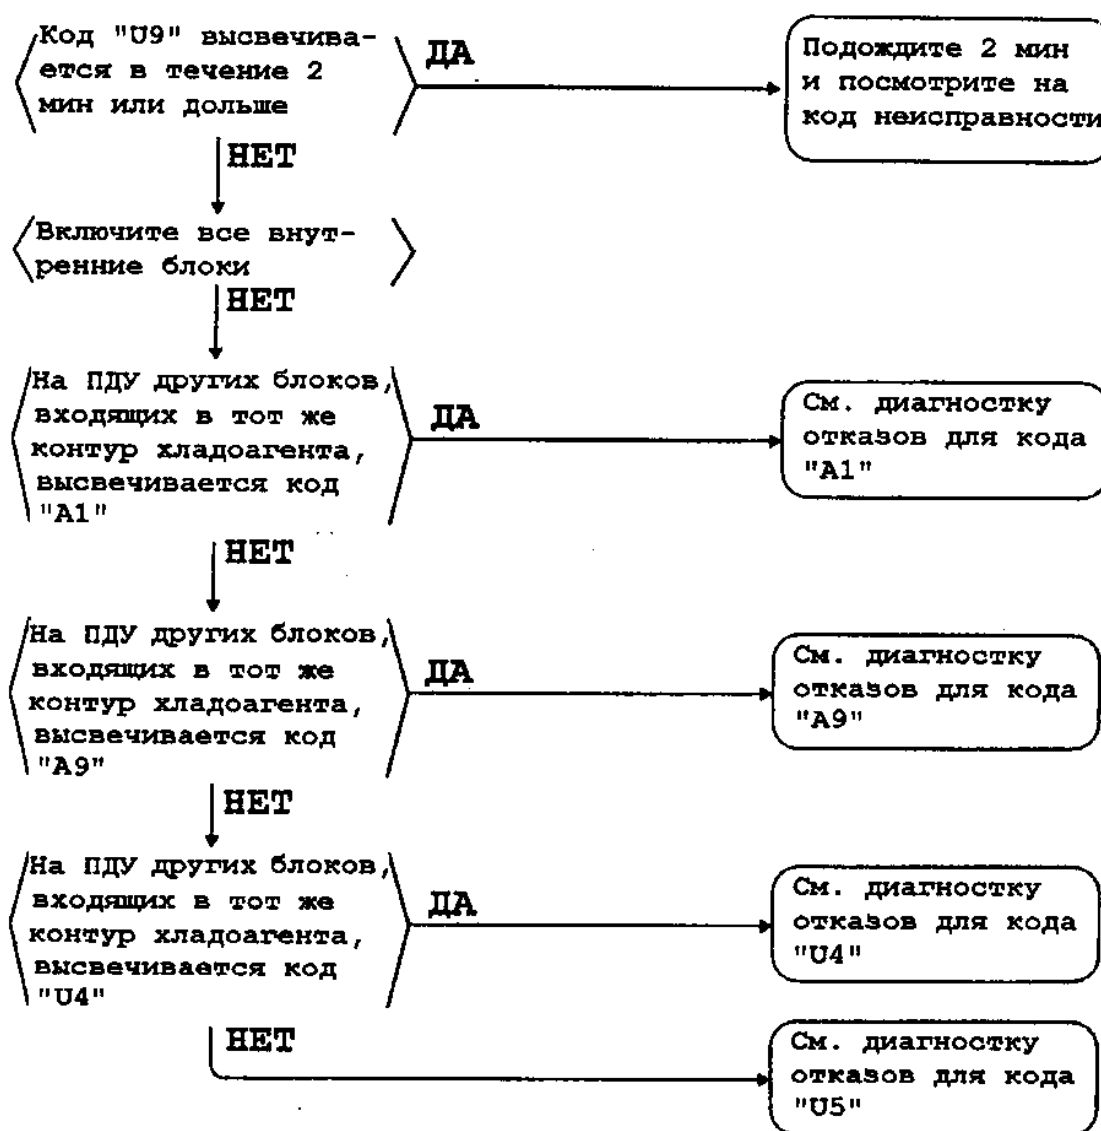 Код "U9" высвечива-
ется в течение 2
мин или дольше
ДА
Подождите 2 мин
и посмотрите на
код неисправности
НЕТ
Включите все внут-
ренние блоки
НЕТ
На ПДУ других блоков,
входящих в тот же
контур хладоагента,
высвечивается код
"A1"
ДА
См. диагностку
отказов для кода
"A1"
НЕТ
На ПДУ других блоков,
входящих в тот же
контур хладоагента,
высвечивается код
"A9"
ДА
См. диагностку
отказов для кода
"A9"
НЕТ
На ПДУ других блоков,
входящих в тот же
контур хладоагента,
высвечивается код
"U4"
ДА
См. диагностку
отказов для кода
"U4"
НЕТ
См. диагностку
отказов для кода
"U5"